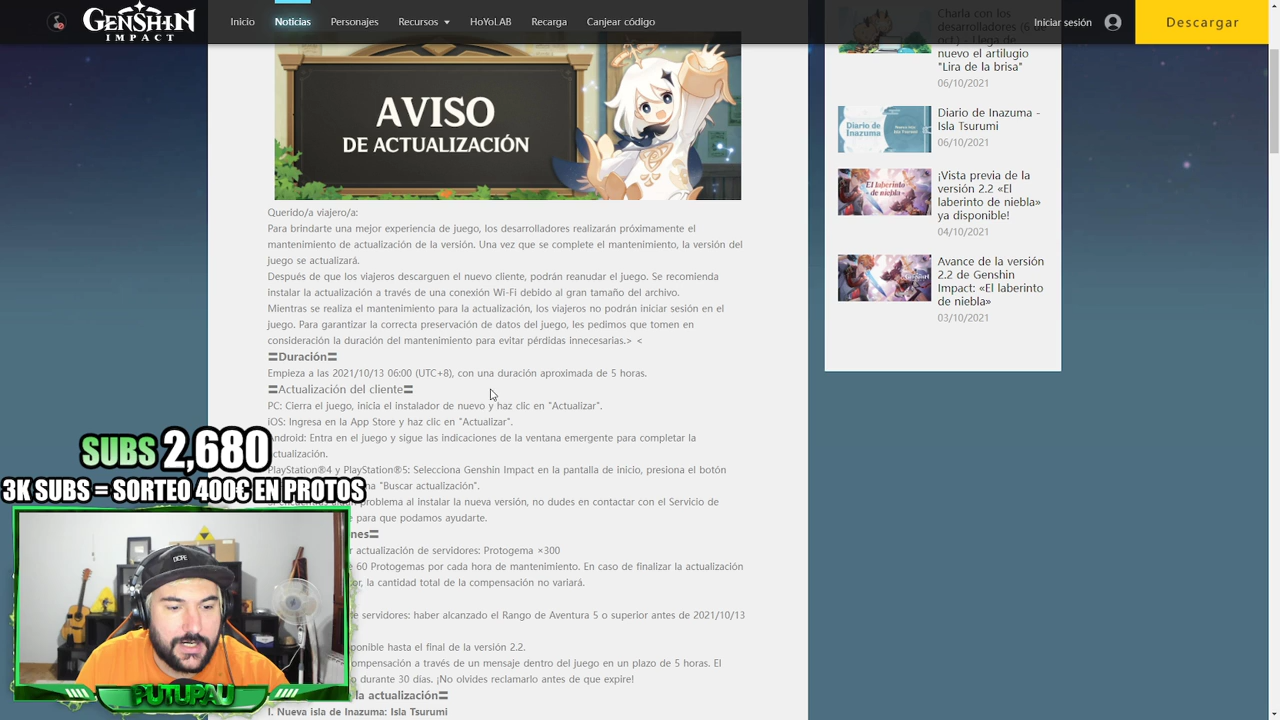 GENSHIN
IMPACT
Inicio
Noticias
Personajes
Recursos
HoYoLAB
Recarga
Canjear código
Iniciar sesión
Descargar
AVISO
DE ACTUALIZACIÓN
Querido/a viajero/a:
Para brindarte una mejor experiencia de juego, los desarrolladores realizarán próximamente el
mantenimiento de actualización de la versión. Una vez que se complete el mantenimiento, la versión del
juego se actualizará.
Después de que los viajeros descarguen el nuevo cliente, podrán reanudar el juego. Se recomienda
instalar la actualización a través de una conexión Wi-Fi debido al gran tamaño del archivo.
Mientras se realiza el mantenimiento para la actualización, los viajeros no podrán iniciar sesión en el
juego. Para garantizar la correcta preservación de datos del juego, les pedimos que tomen en
consideración la duración del mantenimiento para evitar pérdidas innecesarias.> <
〓Duración〓
Empieza a las 2021/10/13 06:00 (UTC+8), con una duración aproximada de 5 horas.
〓Actualización del cliente〓
PC: Cierra el juego, inicia el instalador de nuevo y haz clic en "Actualizar".
iOS: Ingresa en la App Store y haz clic en "Actualizar".
Android: Entra en el juego y sigue las indicaciones de la ventana emergente para completar la
actualización.
PlayStation®4 y PlayStation®5: Selecciona Genshin Impact en la pantalla de inicio, presiona el botón
"Buscar actualización".
problema al instalar la nueva versión, no dudes en contactar con el Servicio de
para que podamos ayudarte.
nes〓
actualización de servidores: Protogema ×300
60 Protogemas por cada hora de mantenimiento. En caso de finalizar la actualización
la cantidad total de la compensación no variará.
de servidores: haber alcanzado el Rango de Aventura 5 o superior antes de 2021/10/13
hasta el final de la versión 2.2.
compensación a través de un mensaje dentro del juego en un plazo de 5 horas. El
durante 30 días. ¡No olvides reclamarlo antes de que expire!
la actualización〓
I. Nueva isla de Inazuma: Isla Tsurumi
Charla con los
desarrolladores (6 de
nuevo el artilugio
"Lira de la brisa"
06/10/2021
Diario de
Inazuma
Diario de Inazuma -
Isla Tsurumi
06/10/2021
El laberinto
de niebla
¡Vista previa de la
versión 2.2 «El
laberinto de niebla»
ya disponible!
04/10/2021
Avance de la versión
2.2 de Genshin
Impact: «El laberinto
de niebla»
03/10/2021
SUBS 2,680
3K SUBS = SORTEO 400€ EN PROTOS
DOPE
PUTUPAU